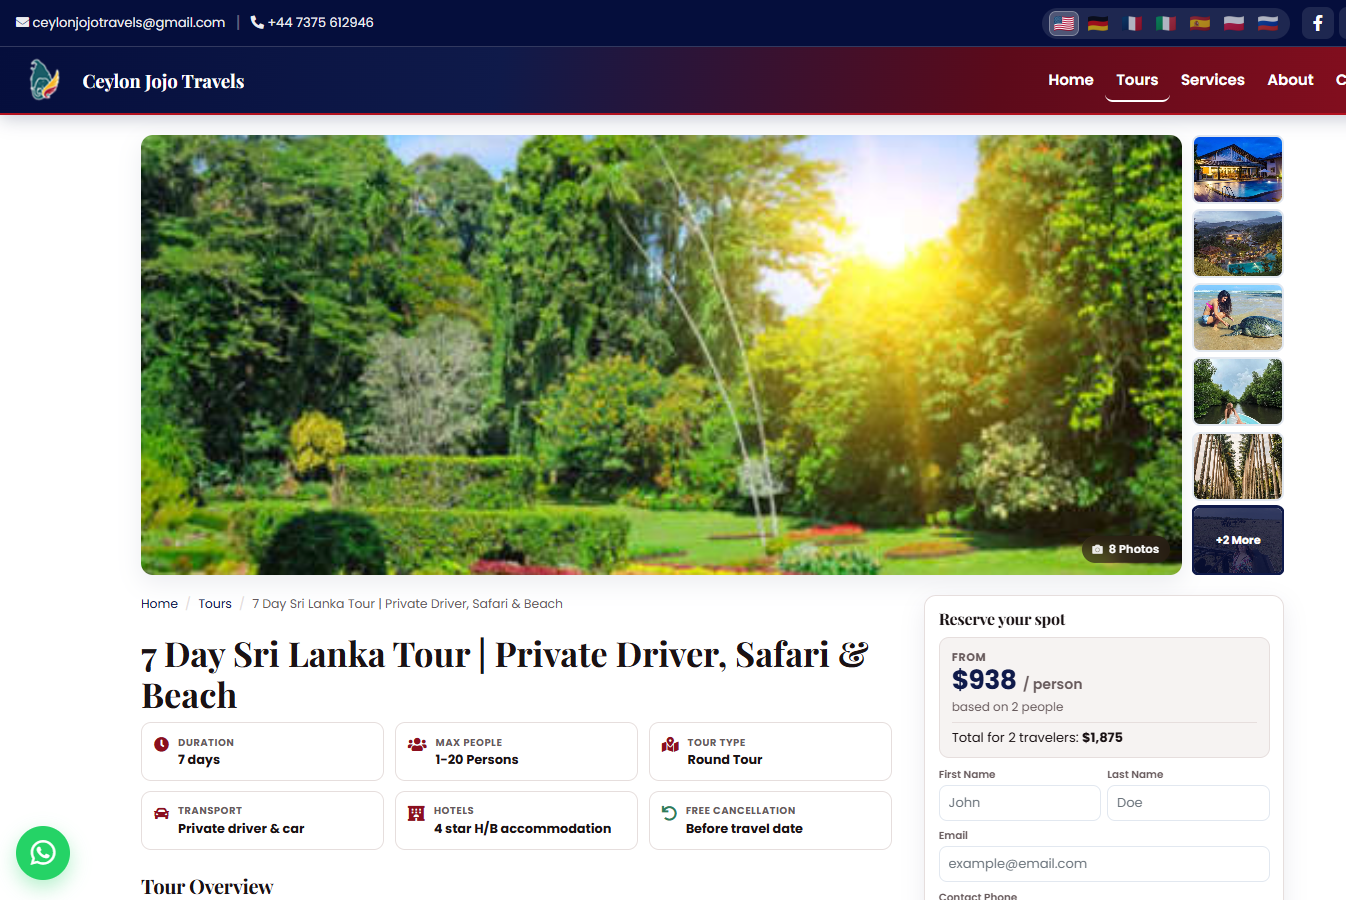 ceylonjojotravels@gmail.com | +44 7375 612946
Ceylon Jojo Travels
Home Tours Services About
8 Photos
+2 More
Home / Tours / 7 Day Sri Lanka Tour | Private Driver, Safari & Beach
7 Day Sri Lanka Tour | Private Driver, Safari &
Beach
DURATION
7 days
MAX PEOPLE
1-20 Persons
TOUR TYPE
Round Tour
TRANSPORT
Private driver & car
HOTELS
4 star H/B accommodation
FREE CANCELLATION
Before travel date
Tour Overview
Reserve your spot
FROM
$938 / person
based on 2 people
Total for 2 travelers: $1,875
First Name
Last Name
John
Doe
Email
example@email.com
Contact Phone